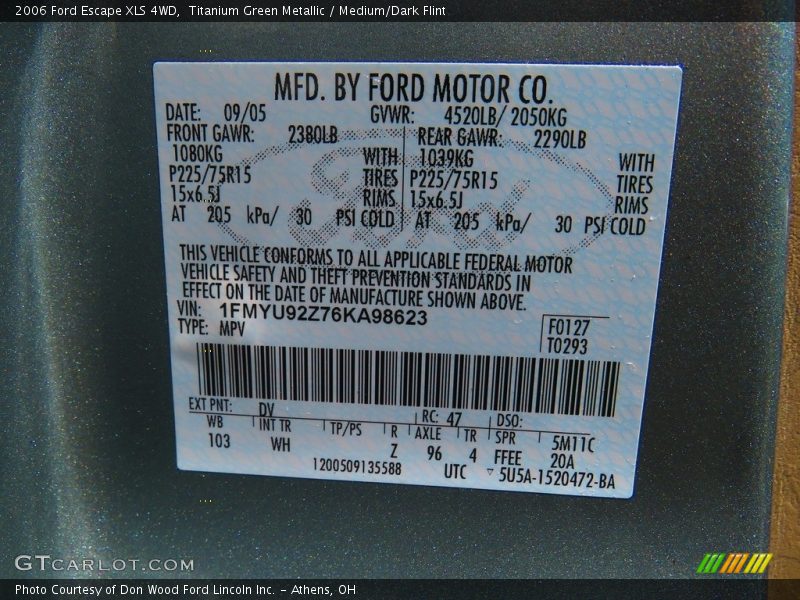 2006 Ford Escape XLS 4WD, Titanium Green Metallic / Medium/Dark Flint
MFD. BY FORD MOTOR CO.
DATE: 09/05 GVWR: 4520LB/ 2050KG
FRONT GAWR: 2380LB REAR GAWR: 2290LB
1080KG WITH 1039KG WITH
P225/75R15 TIRES P225/75R15 TIRES
15x6.5J RIMS 15x6.5J RIMS
AT 205 kPa/ 30 PSI COLD AT 205 kPa/ 30 PSI COLD
Ford
THIS VEHICLE CONFORMS TO ALL APPLICABLE FEDERAL MOTOR
VEHICLE SAFETY AND THEFT PREVENTION STANDARDS IN
EFFECT ON THE DATE OF MANUFACTURE SHOWN ABOVE.
VIN: 1FMYU92Z76KA98623
TYPE: MPV
F0127
T0293
EXT PNT: DV RC: 47 DSO:
WB INT TR TP/PS R AXLE TR SPR 5M11C
103 WH Z 96 4 FFEE 20A
1200509135588 UTC ▽ 5U5A-1520472-BA
GTCARLOT.COM
Photo Courtesy of Don Wood Ford Lincoln Inc. – Athens, OH